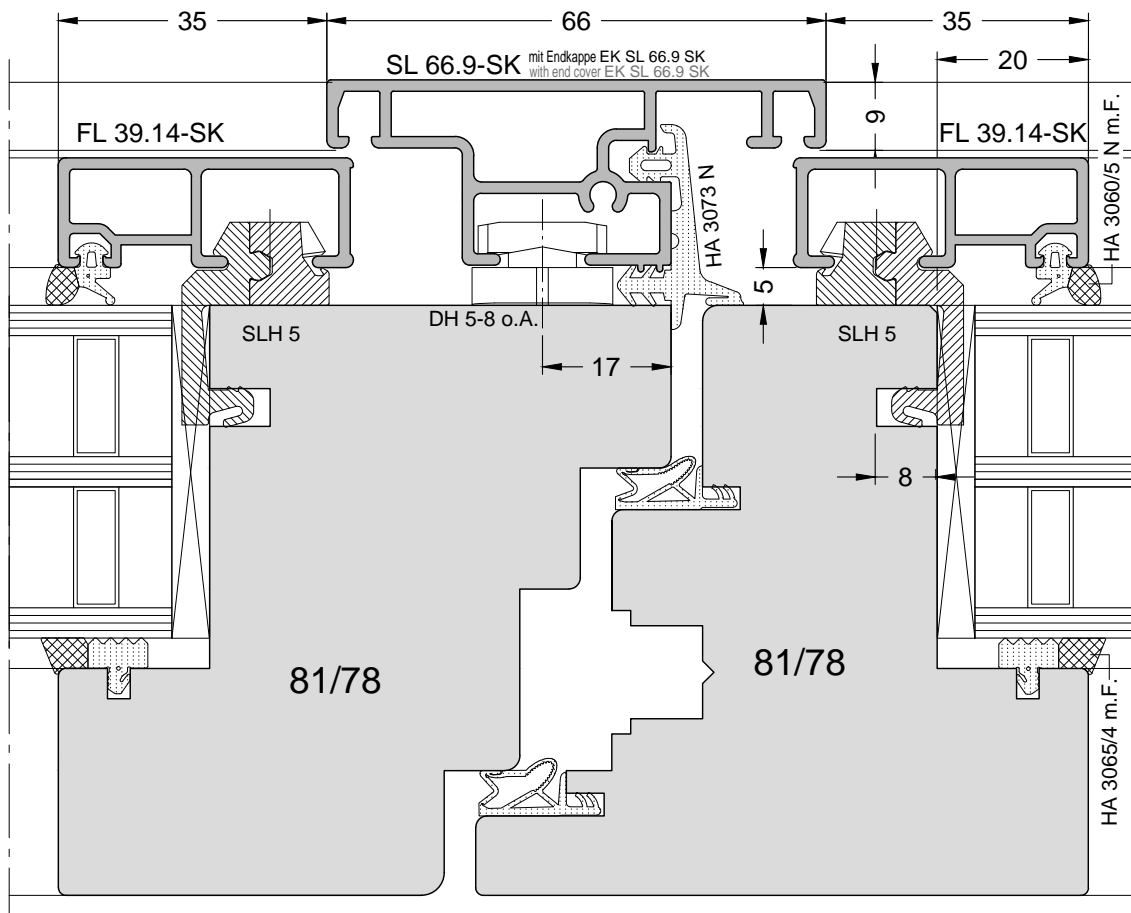 35
66
35
SL 66.9-SK mit Endkappe EK SL 66.9 SK
with end cover EK SL 66.9 SK
20
9
FL 39.14-SK
FL 39.14-SK
HA 3060/5 N m.F.
HA 3073 N
5
SLH 5
DH 5-8 o.A.
SLH 5
17
8
81/78
81/78
HA 3065/4 m.F.